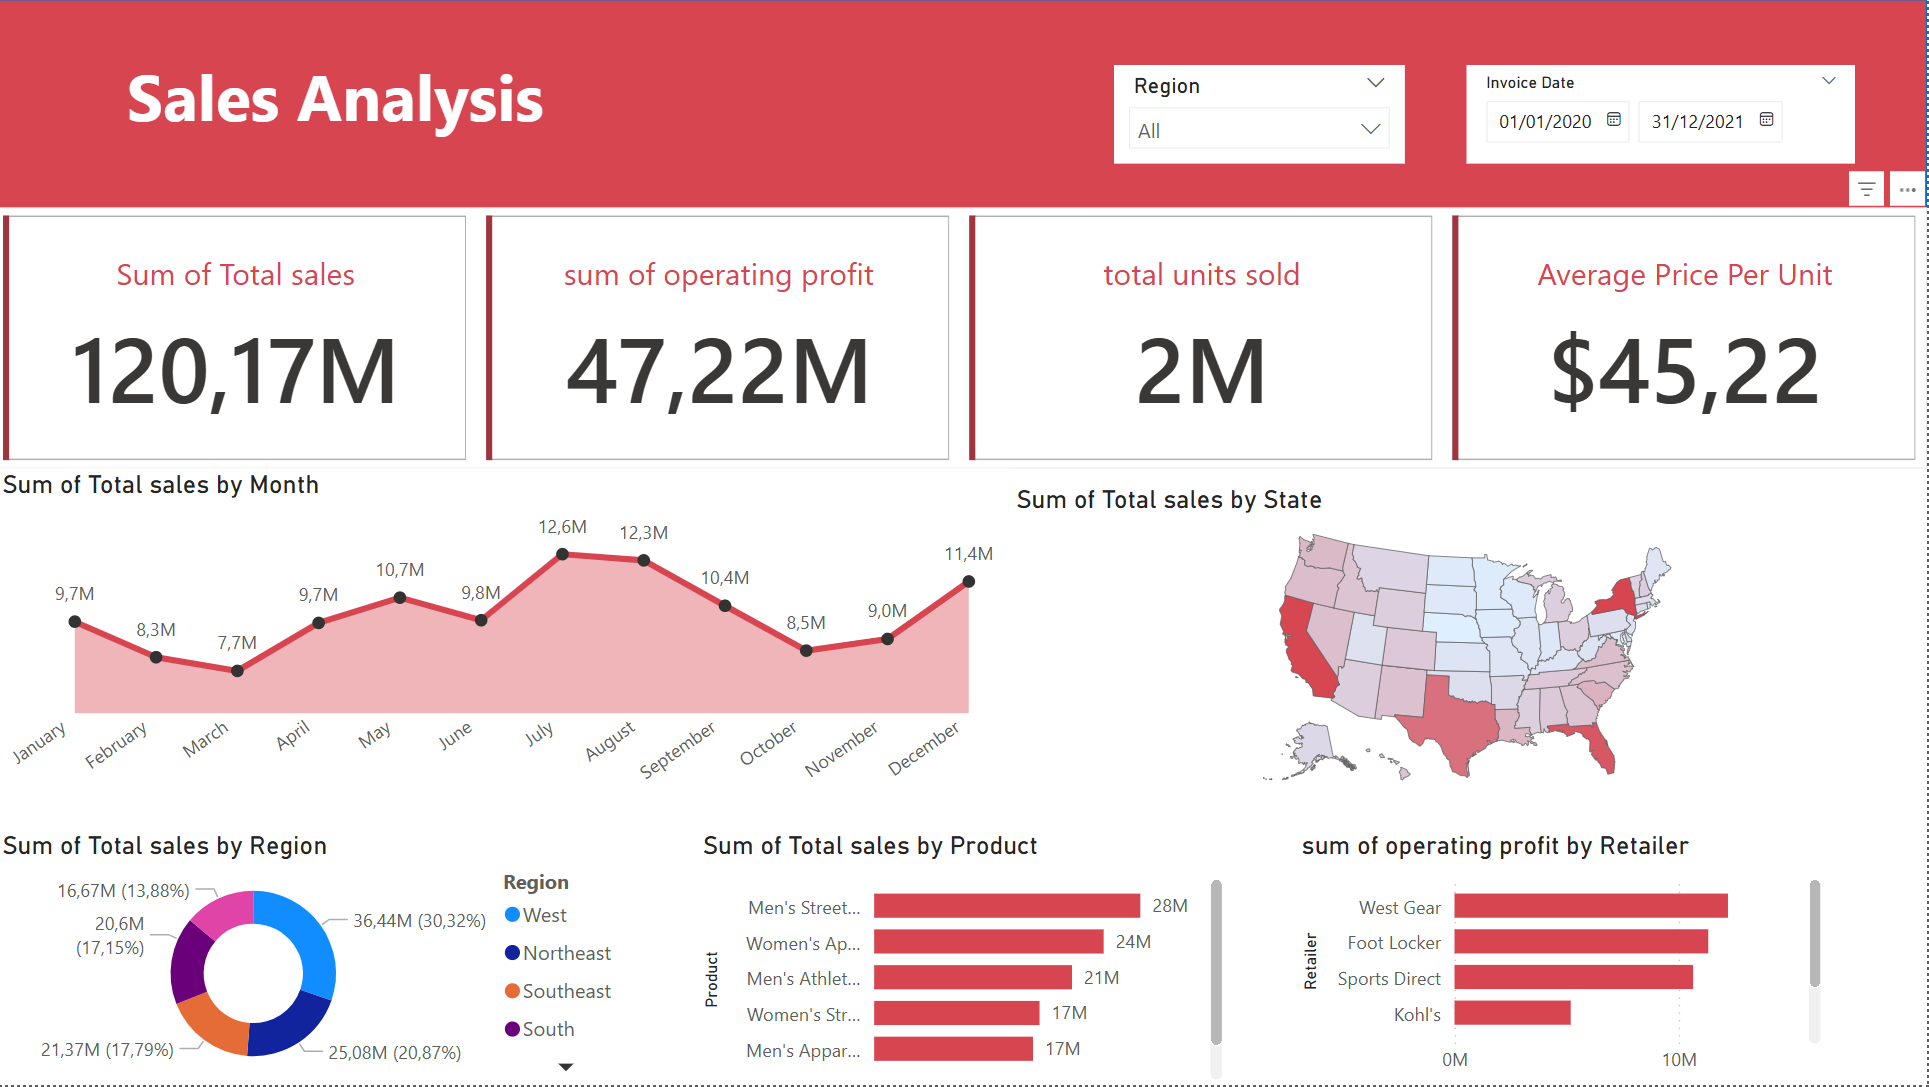 Sales Analysis
Region
All
Invoice Date
01/01/2020
31/12/2021
Sum of Total sales
120,17M
sum of operating profit
47,22M
total units sold
2M
Average Price Per Unit
$45,22
Sum of Total sales by Month
9,7M
8,3M
7,7M
9,7M
10,7M
9,8M
12,6M
12,3M
10,4M
8,5M
9,0M
11,4M
January
February
March
April
May
June
July
August
September
October
November
December
Sum of Total sales by State
Sum of Total sales by Region
16,67M (13,88%)
20,6M
(17,15%)
21,37M (17,79%)
36,44M (30,32%)
25,08M (20,87%)
Region
West
Northeast
Southeast
South
Sum of Total sales by Product
Product
Men's Street... 28M
Women's Ap... 24M
Men's Athlet... 21M
Women's Str... 17M
Men's Appar... 17M
sum of operating profit by Retailer
Retailer
West Gear
Foot Locker
Sports Direct
Kohl's
0M 10M